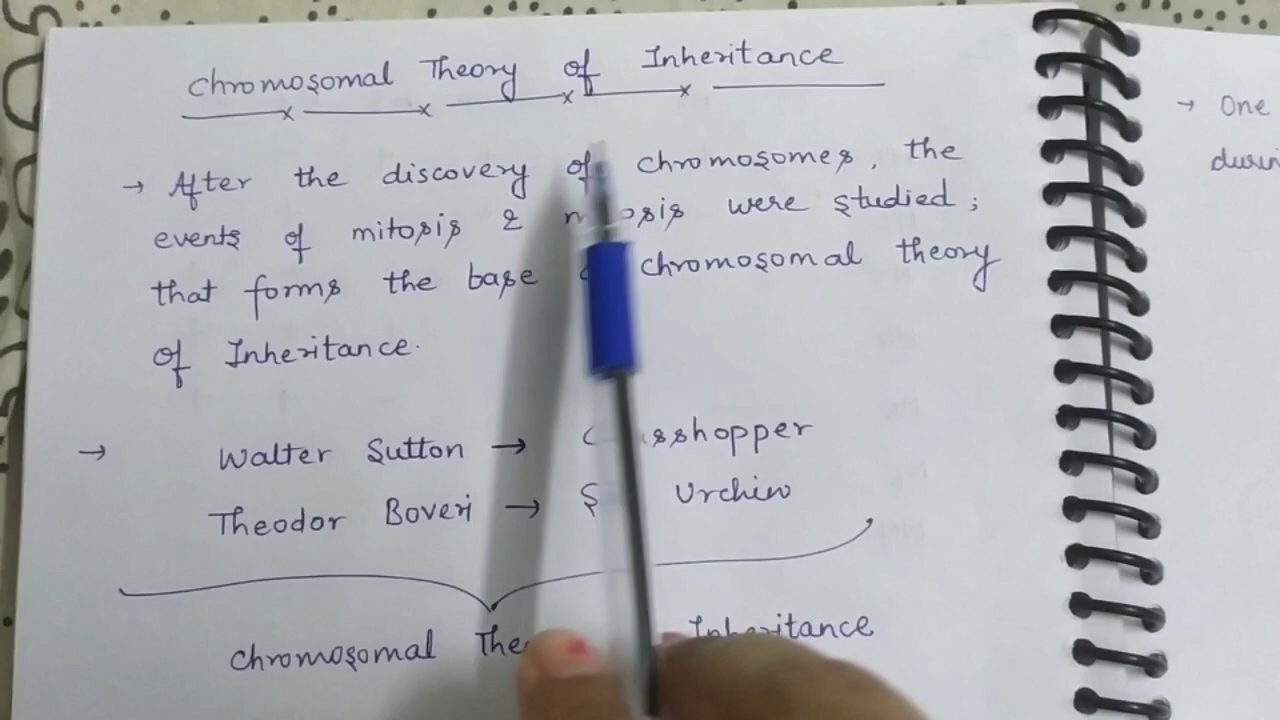 Chromosomal Theory of Inheritance
→ After the discovery of chromosomes, the
events of mitosis & were studied;
that forms the base chromosomal theory
of Inheritance.
→ Walter Sutton →
Theodor Boveri → Urchin
Chromosomal Inheritance
→ One